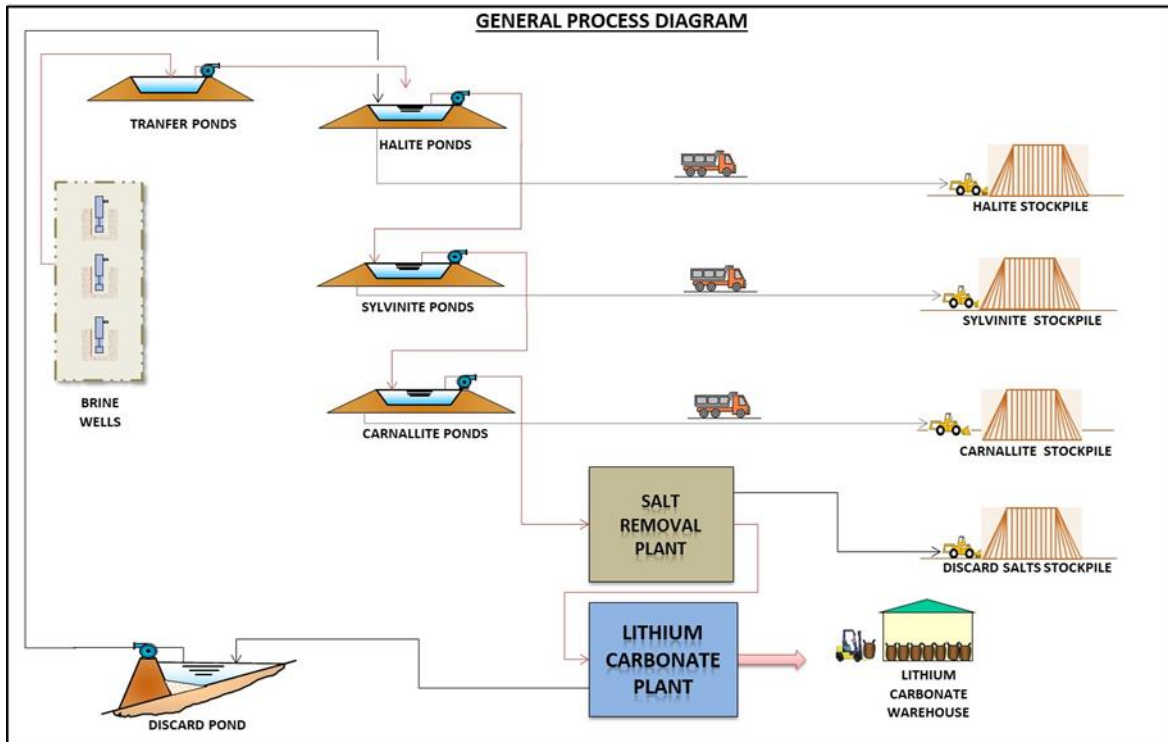 GENERAL PROCESS DIAGRAM
TRANFER PONDS
HALITE PONDS
HALITE STOCKPILE
SYLVINITE PONDS
SYLVINITE STOCKPILE
BRINE
WELLS
CARNALLITE PONDS
CARNALLITE STOCKPILE
SALT
REMOVAL
PLANT
DISCARD SALTS STOCKPILE
LITHIUM
CARBONATE
PLANT
LITHIUM
CARBONATE
WAREHOUSE
DISCARD POND